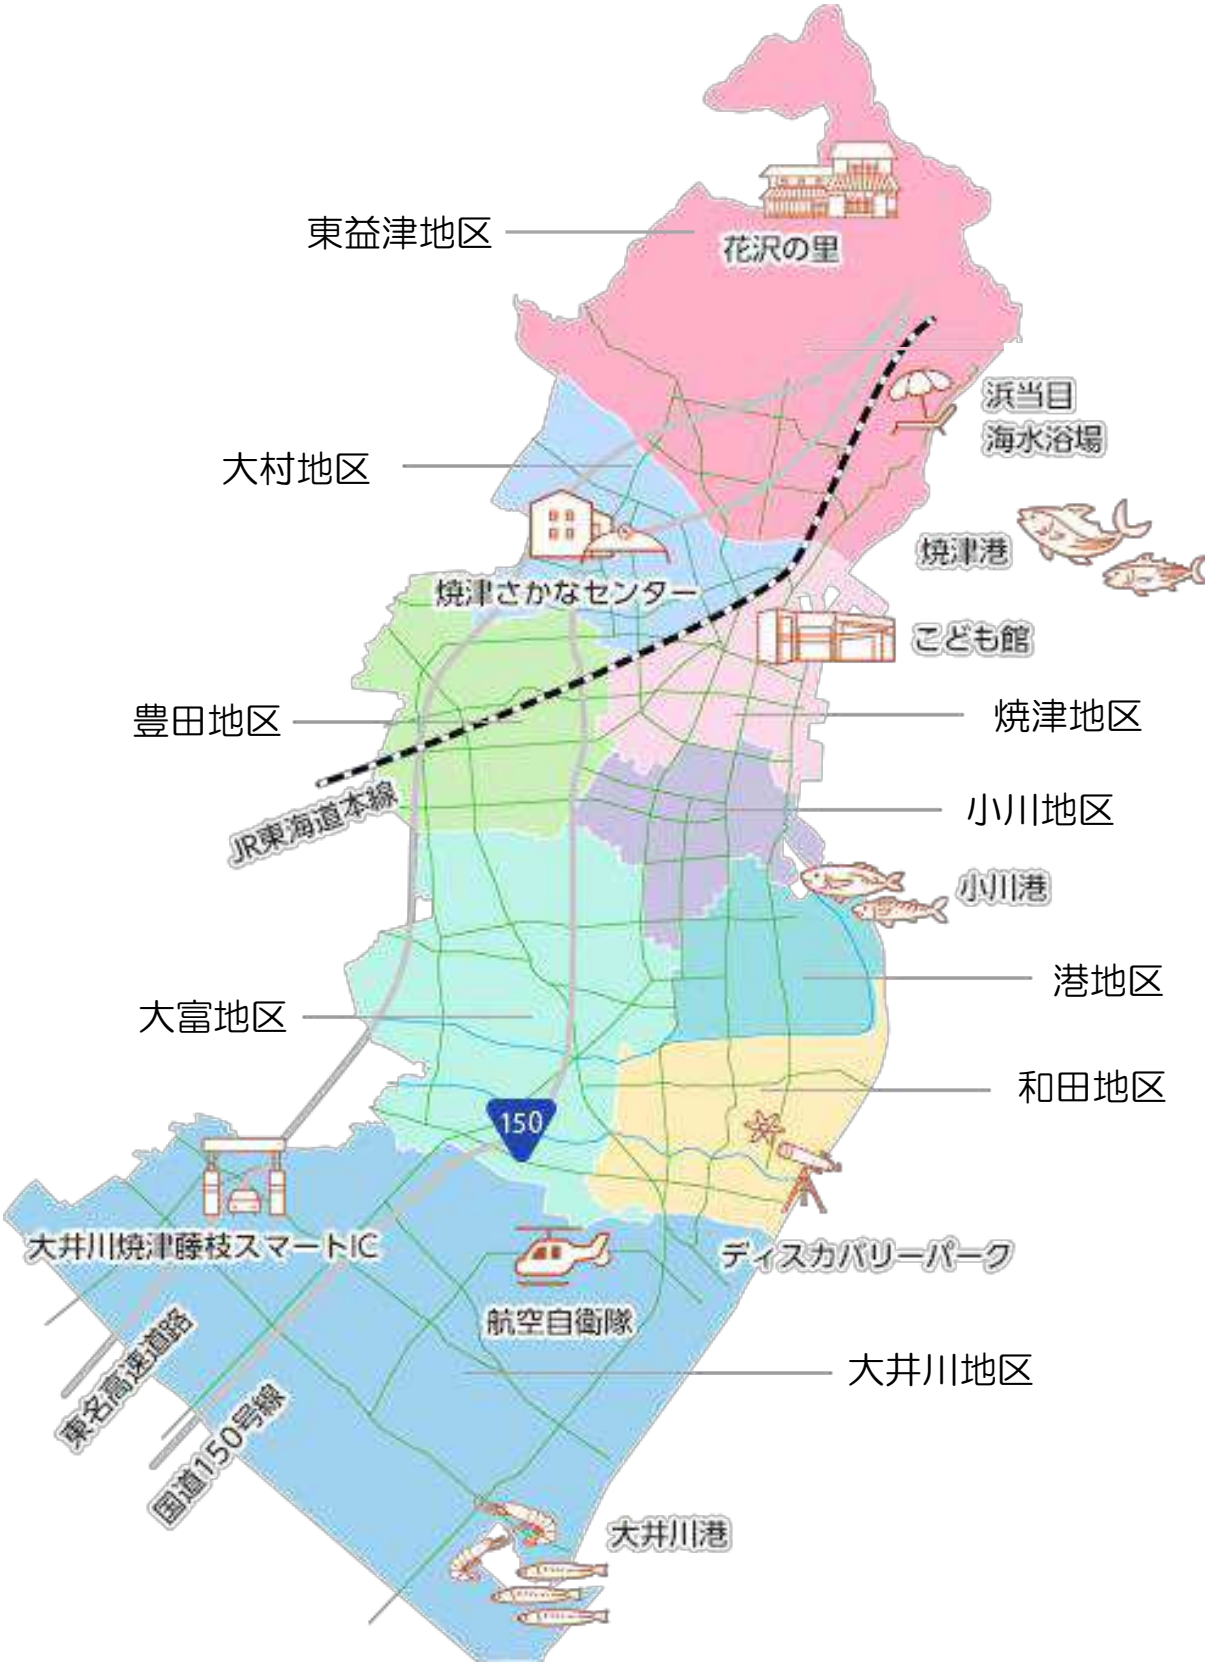 東益津地区
花沢の里
浜当目
海水浴場
大村地区
焼津港
焼津さかなセンター
こども館
豊田地区
焼津地区
JR東海道本線
小川地区
小川港
港地区
大富地区
和田地区
150
大井川焼津藤枝スマートIC
ディスカバリーパーク
航空自衛隊
東名高速道路
大井川地区
国道150号線
大井川港